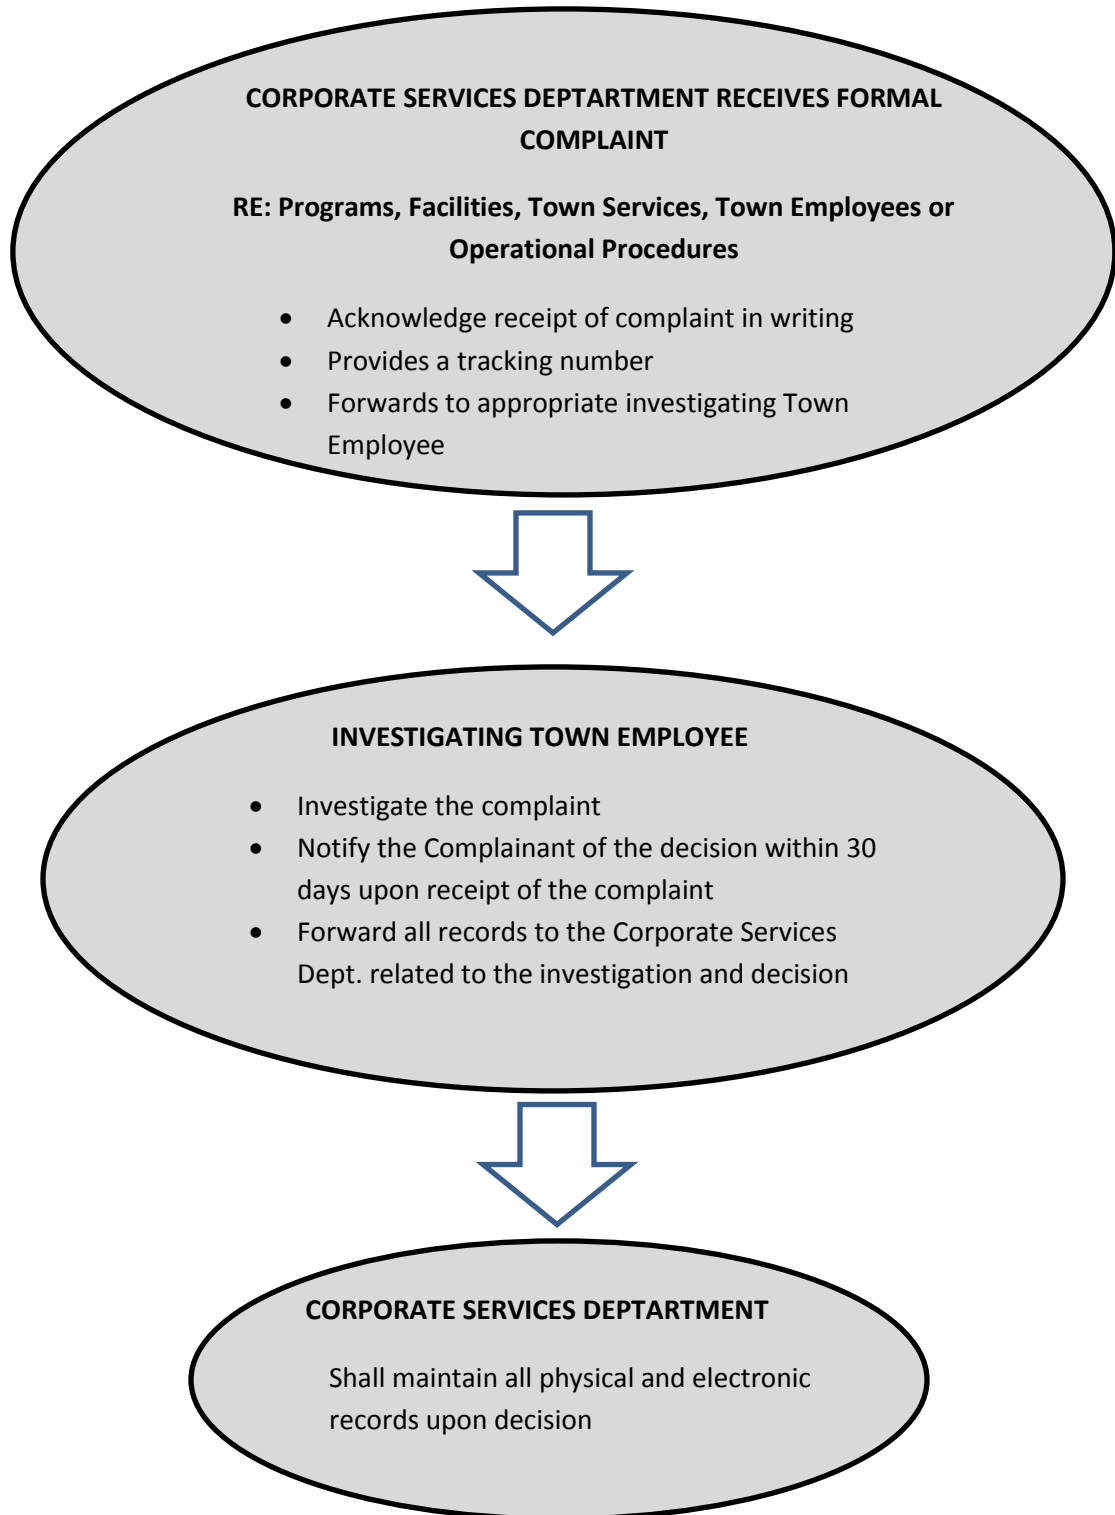 CORPORATE SERVICES DEPTARTMENT RECEIVES FORMAL
COMPLAINT
RE: Programs, Facilities, Town Services, Town Employees or
Operational Procedures
• Acknowledge receipt of complaint in writing
• Provides a tracking number
• Forwards to appropriate investigating Town
Employee
INVESTIGATING TOWN EMPLOYEE
• Investigate the complaint
• Notify the Complainant of the decision within 30
days upon receipt of the complaint
• Forward all records to the Corporate Services
Dept. related to the investigation and decision
CORPORATE SERVICES DEPTARTMENT
Shall maintain all physical and electronic
records upon decision